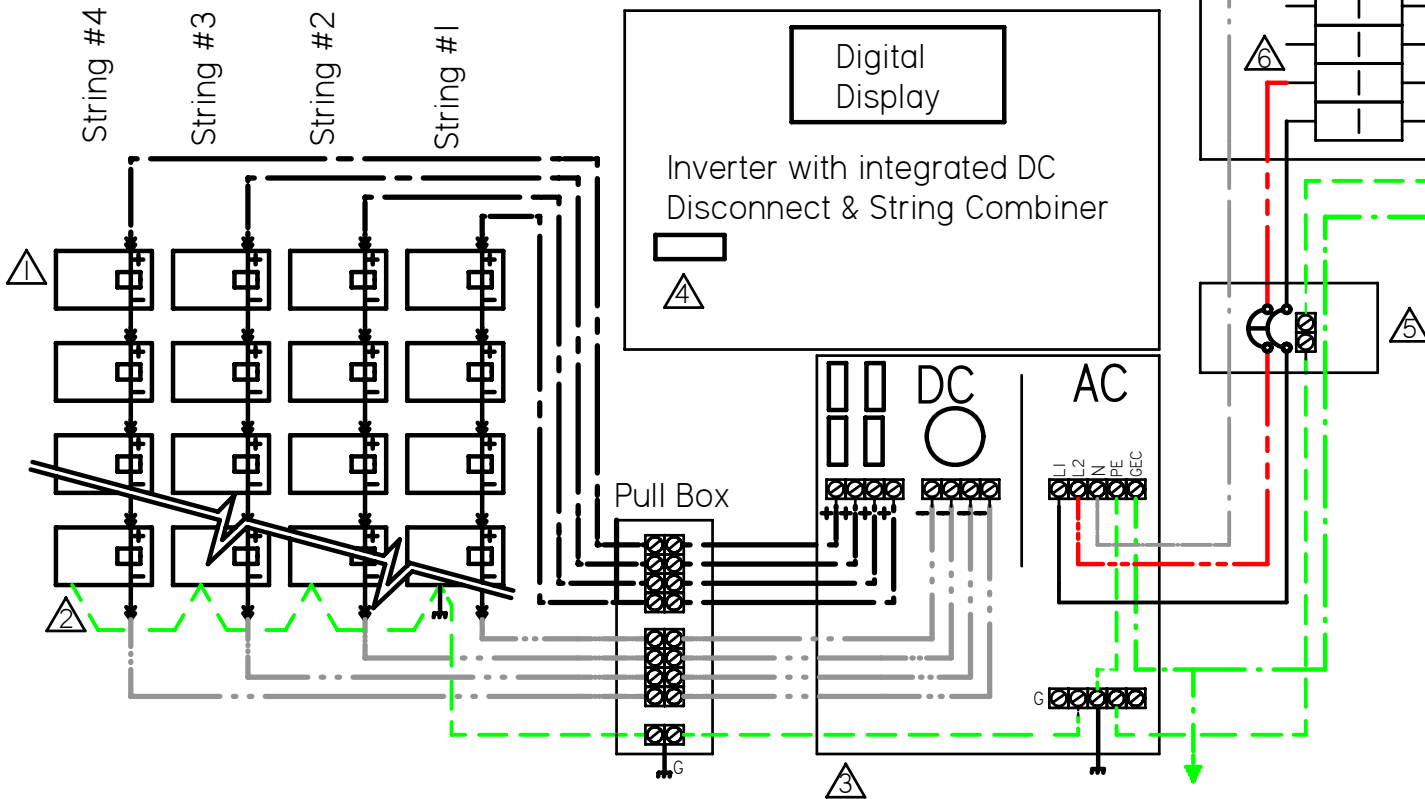 String #4
String #3
String #2
String #1
Digital
Display
Inverter with integrated DC
Disconnect & String Combiner
6
1
4
5
DC
AC
L1
L2
N
PE
GEC
Pull Box
+ + + +
- - - -
2
G
G
3